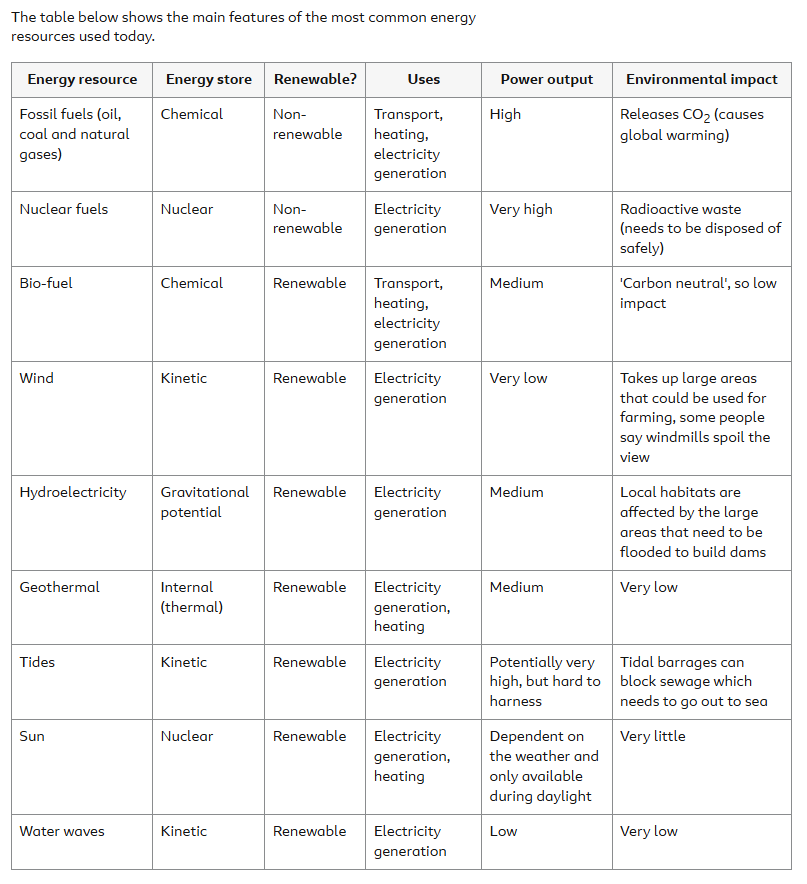 The table below shows the main features of the most common energy
resources used today.
Energy resource Energy store Renewable? Uses Power output Environmental impact
Fossil fuels (oil,
coal and natural
gases)
Chemical
Non-
renewable
Transport,
heating,
electricity
generation
High
Releases CO2 (causes
global warming)
Nuclear fuels
Nuclear
Non-
renewable
Electricity
generation
Very high
Radioactive waste
(needs to be disposed of
safely)
Bio-fuel
Chemical
Renewable
Transport,
heating,
electricity
generation
Medium
'Carbon neutral', so low
impact
Wind
Kinetic
Renewable
Electricity
generation
Very low
Takes up large areas
that could be used for
farming, some people
say windmills spoil the
view
Hydroelectricity
Gravitational
potential
Renewable
Electricity
generation
Medium
Local habitats are
affected by the large
areas that need to be
flooded to build dams
Geothermal
Internal
(thermal)
Renewable
Electricity
generation,
heating
Medium
Very low
Tides
Kinetic
Renewable
Electricity
generation
Potentially very
high, but hard to
harness
Tidal barrages can
block sewage which
needs to go out to sea
Sun
Nuclear
Renewable
Electricity
generation,
heating
Dependent on
the weather and
only available
during daylight
Very little
Water waves
Kinetic
Renewable
Electricity
generation
Low
Very low